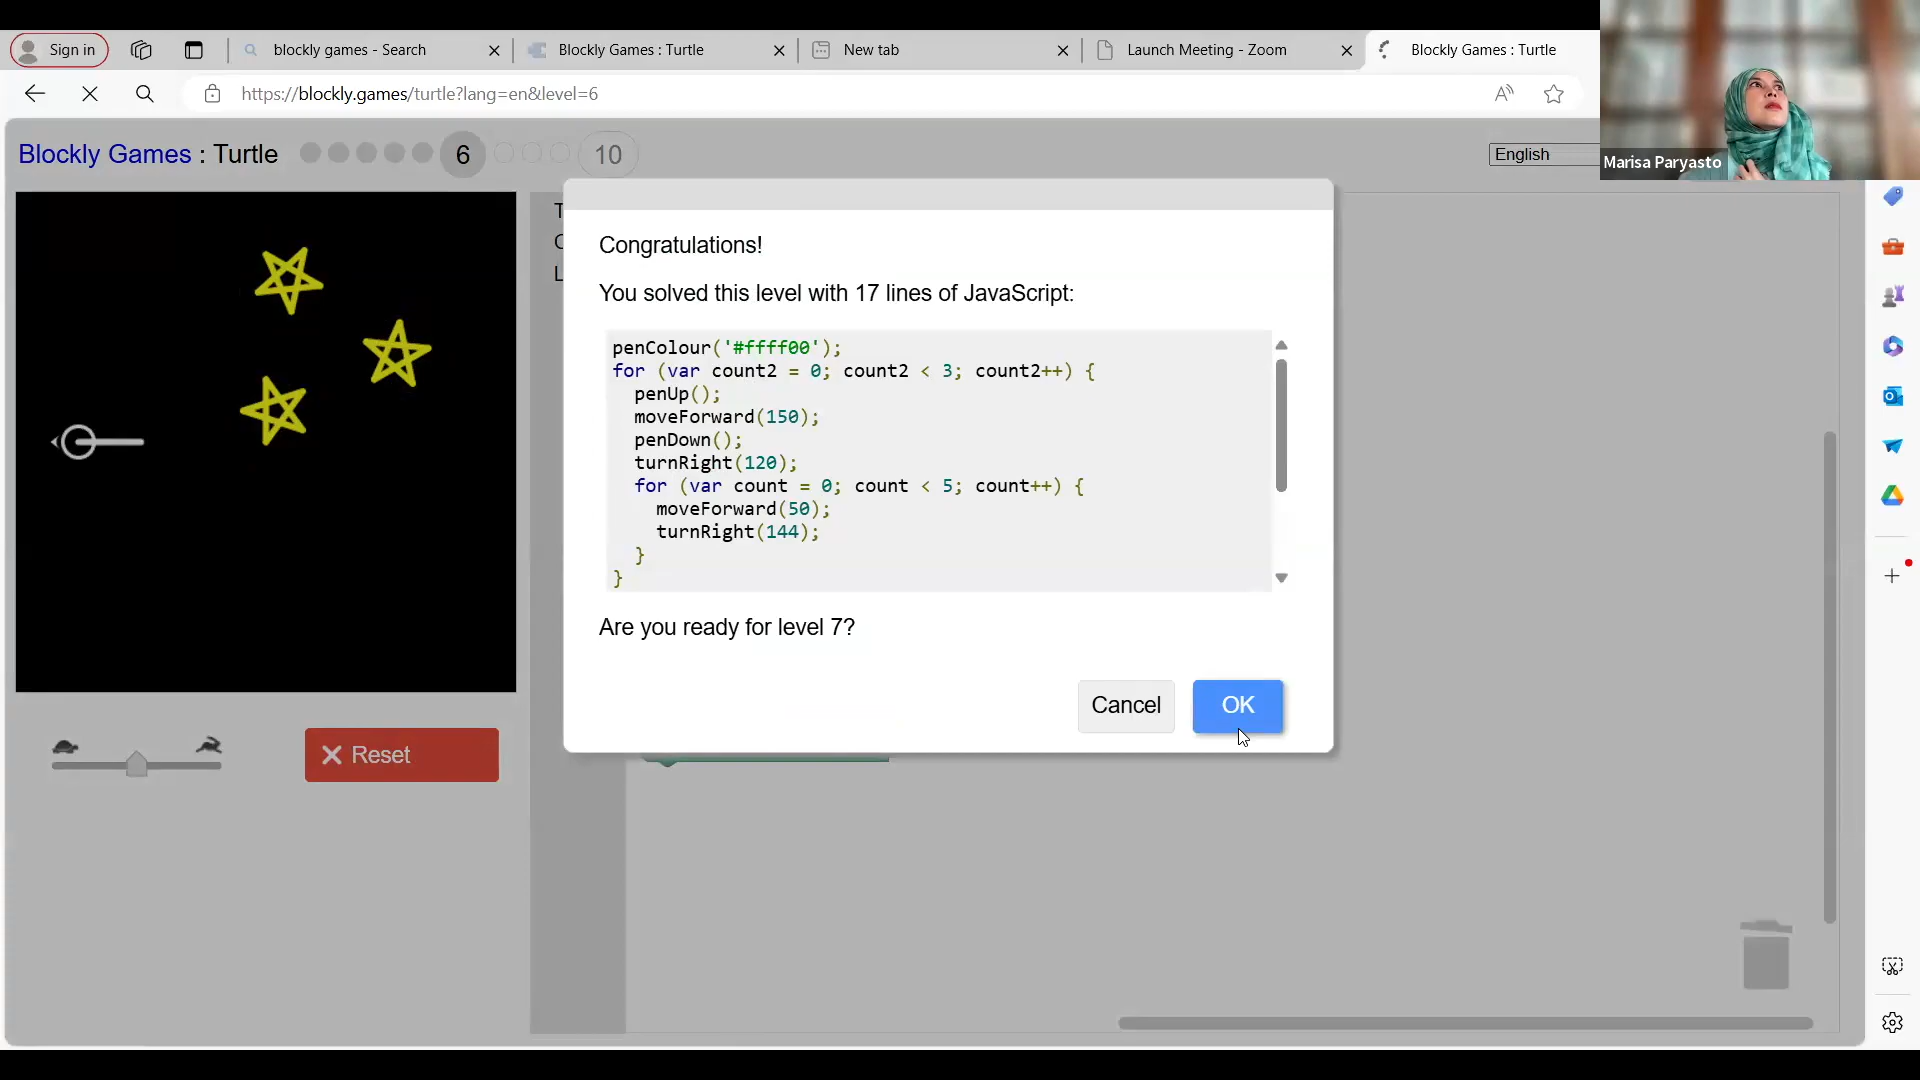 Sign in
blockly games - Search
Blockly Games : Turtle
New tab
Launch Meeting - Zoom
Blockly Games : Turtle
https://blockly.games/turtle?lang=en&level=6
Marisa Paryasto
Blockly Games : Turtle
6
10
English
Congratulations!
You solved this level with 17 lines of JavaScript:
penColour('#ffff00');
for (var count2 = 0; count2 < 3; count2++) {
penUp();
moveForward(150);
penDown();
turnRight(120);
for (var count = 0; count < 5; count++) {
moveForward(50);
turnRight(144);
}
}
Are you ready for level 7?
Cancel
OK
Reset